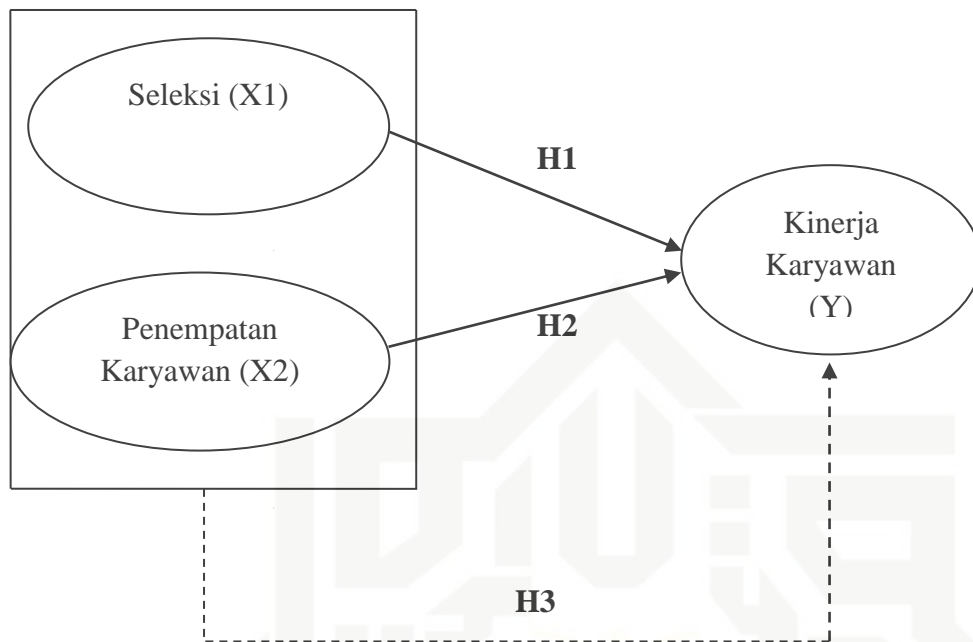 Seleksi (X1)
H1
Kinerja
Karyawan
(Y)
Penempatan
Karyawan (X2)
H2
H3